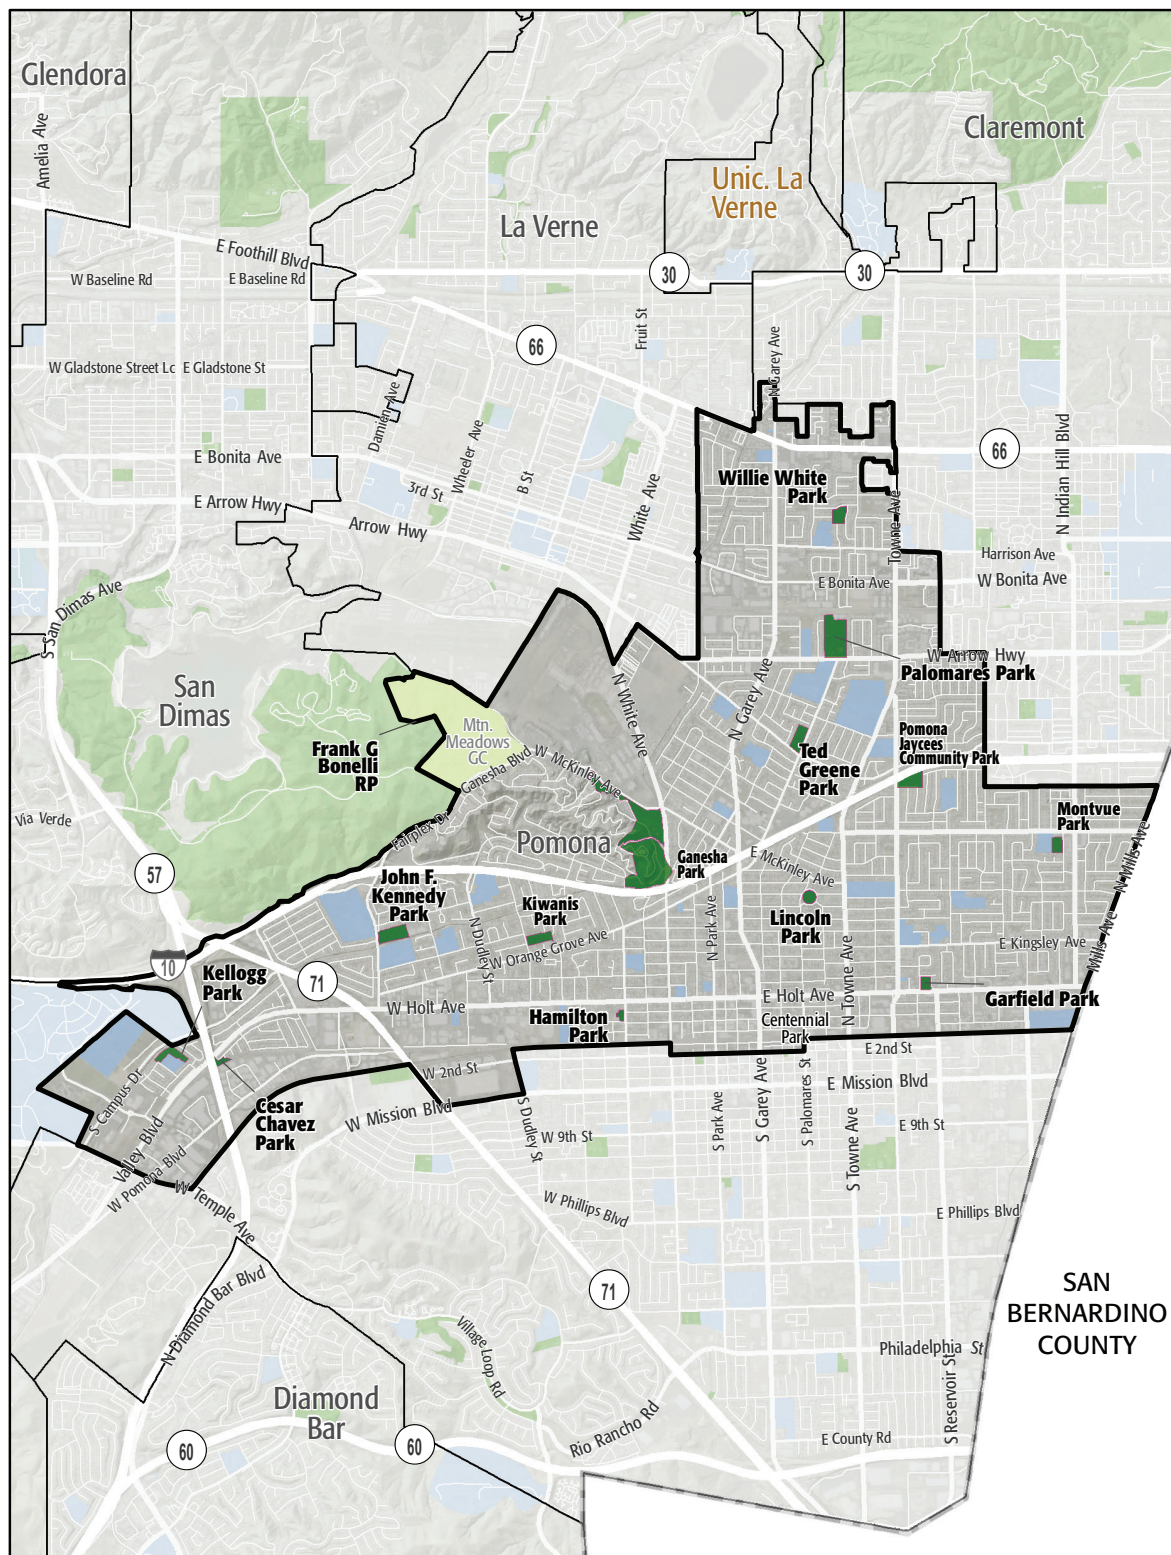 Glendora
Amelia Ave
Claremont
Unic. La
Verne
La Verne
E Foothill Blvd
W Baseline Rd
E Baseline Rd
30
30
N Garey Ave
Fruit St
66
W Gladstone Street Lc
E Gladstone St
Damien Ave
Wheeler Ave
B St
White Ave
N Indian Hill Blvd
66
E Bonita Ave
3rd St
E Arrow Hwy
Arrow Hwy
Willie White
Park
Towne Ave
Harrison Ave
E Bonita Ave
W Bonita Ave
S San Dimas Ave
W Arrow Hwy
Palomares Park
San
Dimas
N White Ave
N Garey Ave
Mtn.
Meadows
GC
Frank G
Bonelli
RP
Ganesha Blvd
W McKinley Ave
Ted
Greene
Park
Pomona
Jaycees
Community Park
Via Verde
Fairplex Dr
Pomona
Montvue
Park
57
E McKinley Ave
Ganesha
Park
N Mills Ave
John F.
Kennedy
Park
Kiwanis
Park
N Dudley St
W Orange Grove Ave
N Park Ave
Lincoln
Park
N Towne Ave
E Kingsley Ave
Mills Ave
10
Kellogg
Park
71
W Holt Ave
E Holt Ave
Garfield Park
Hamilton
Park
Centennial
Park
E 2nd St
W 2nd St
E Mission Blvd
S Campus Dr
Cesar
Chavez
Park
W Mission Blvd
S Dudley St
W 9th St
S Park Ave
S Garey Ave
S Palomares St
S Towne Ave
E 9th St
Valley Blvd
W Pomona Blvd
W Temple Ave
W Phillips Blvd
E Phillips Blvd
N Diamond Bar Blvd
71
SAN
BERNARDINO
COUNTY
Village Loop Rd
Philadelphia St
Diamond
Bar
Rio Rancho Rd
S Reservoir St
60
60
E County Rd